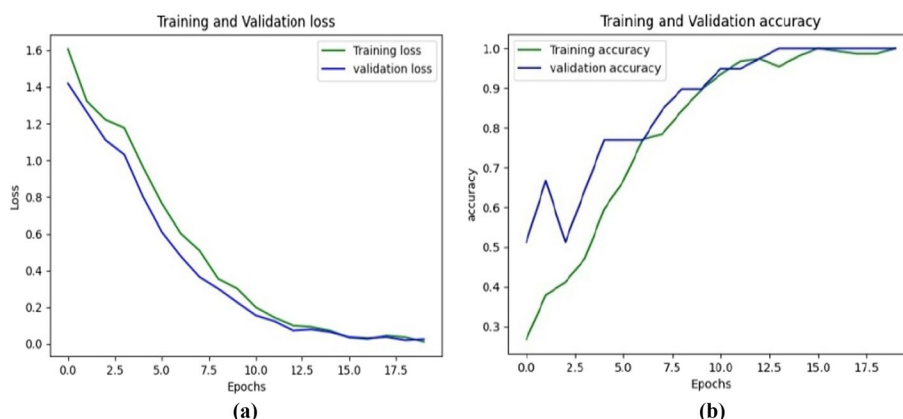 Training and Validation loss
1.6
1.4
1.2
1.0
0.8
0.6
0.4
0.2
0.0
Loss
Training loss
validation loss
0.0 2.5 5.0 7.5 10.0 12.5 15.0 17.5
Epochs
(a)
Training and Validation accuracy
1.0
0.9
0.8
0.7
0.6
0.5
0.4
0.3
accuracy
Training accuracy
validation accuracy
0.0 2.5 5.0 7.5 10.0 12.5 15.0 17.5
Epochs
(b)